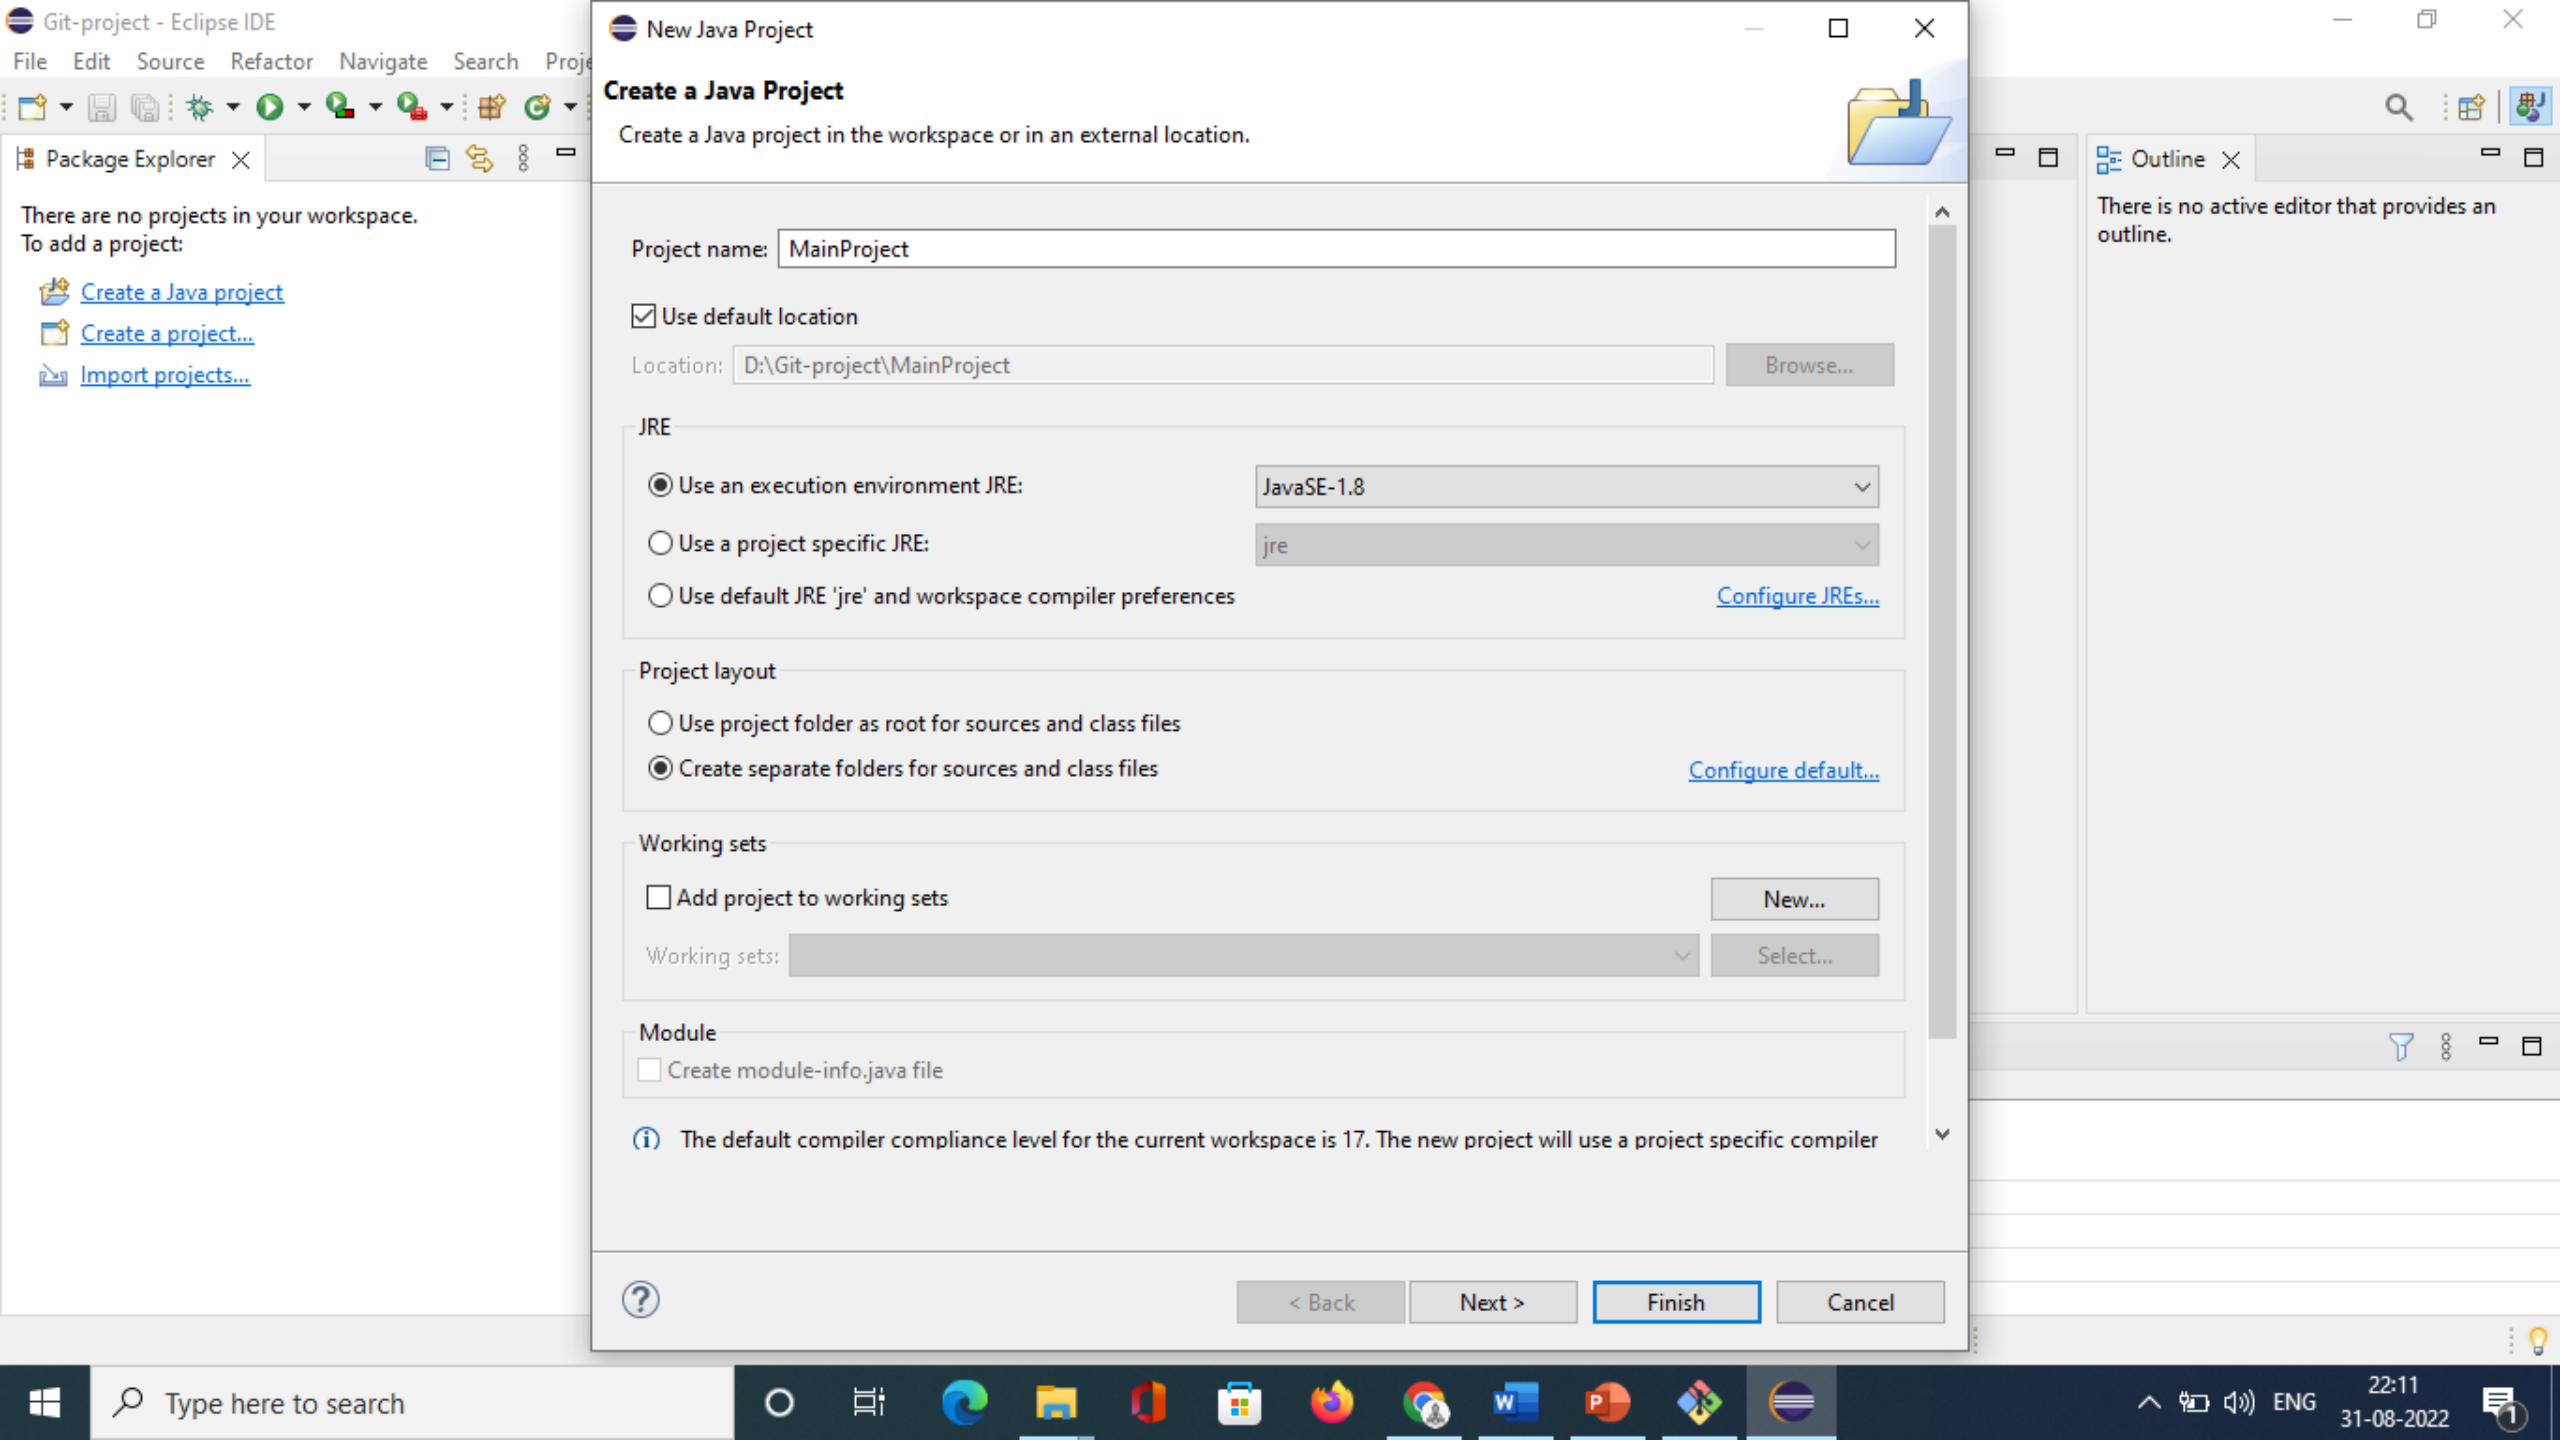 Git-project - Eclipse IDE
File Edit Source Refactor Navigate Search Proje
Package Explorer
There are no projects in your workspace.
To add a project:
Create a Java project
Create a project...
Import projects...
New Java Project
Create a Java Project
Create a Java project in the workspace or in an external location.
Project name: MainProject
Use default location
Location: D:\Git-project\MainProject Browse...
JRE
Use an execution environment JRE: JavaSE-1.8
Use a project specific JRE: jre
Use default JRE 'jre' and workspace compiler preferences Configure JREs...
Project layout
Use project folder as root for sources and class files
Create separate folders for sources and class files Configure default...
Working sets
Add project to working sets New...
Working sets: Select...
Module
Create module-info.java file
The default compiler compliance level for the current workspace is 17. The new project will use a project specific compiler
< Back Next > Finish Cancel
Outline
There is no active editor that provides an
outline.
Type here to search
ENG
22:11
31-08-2022
1